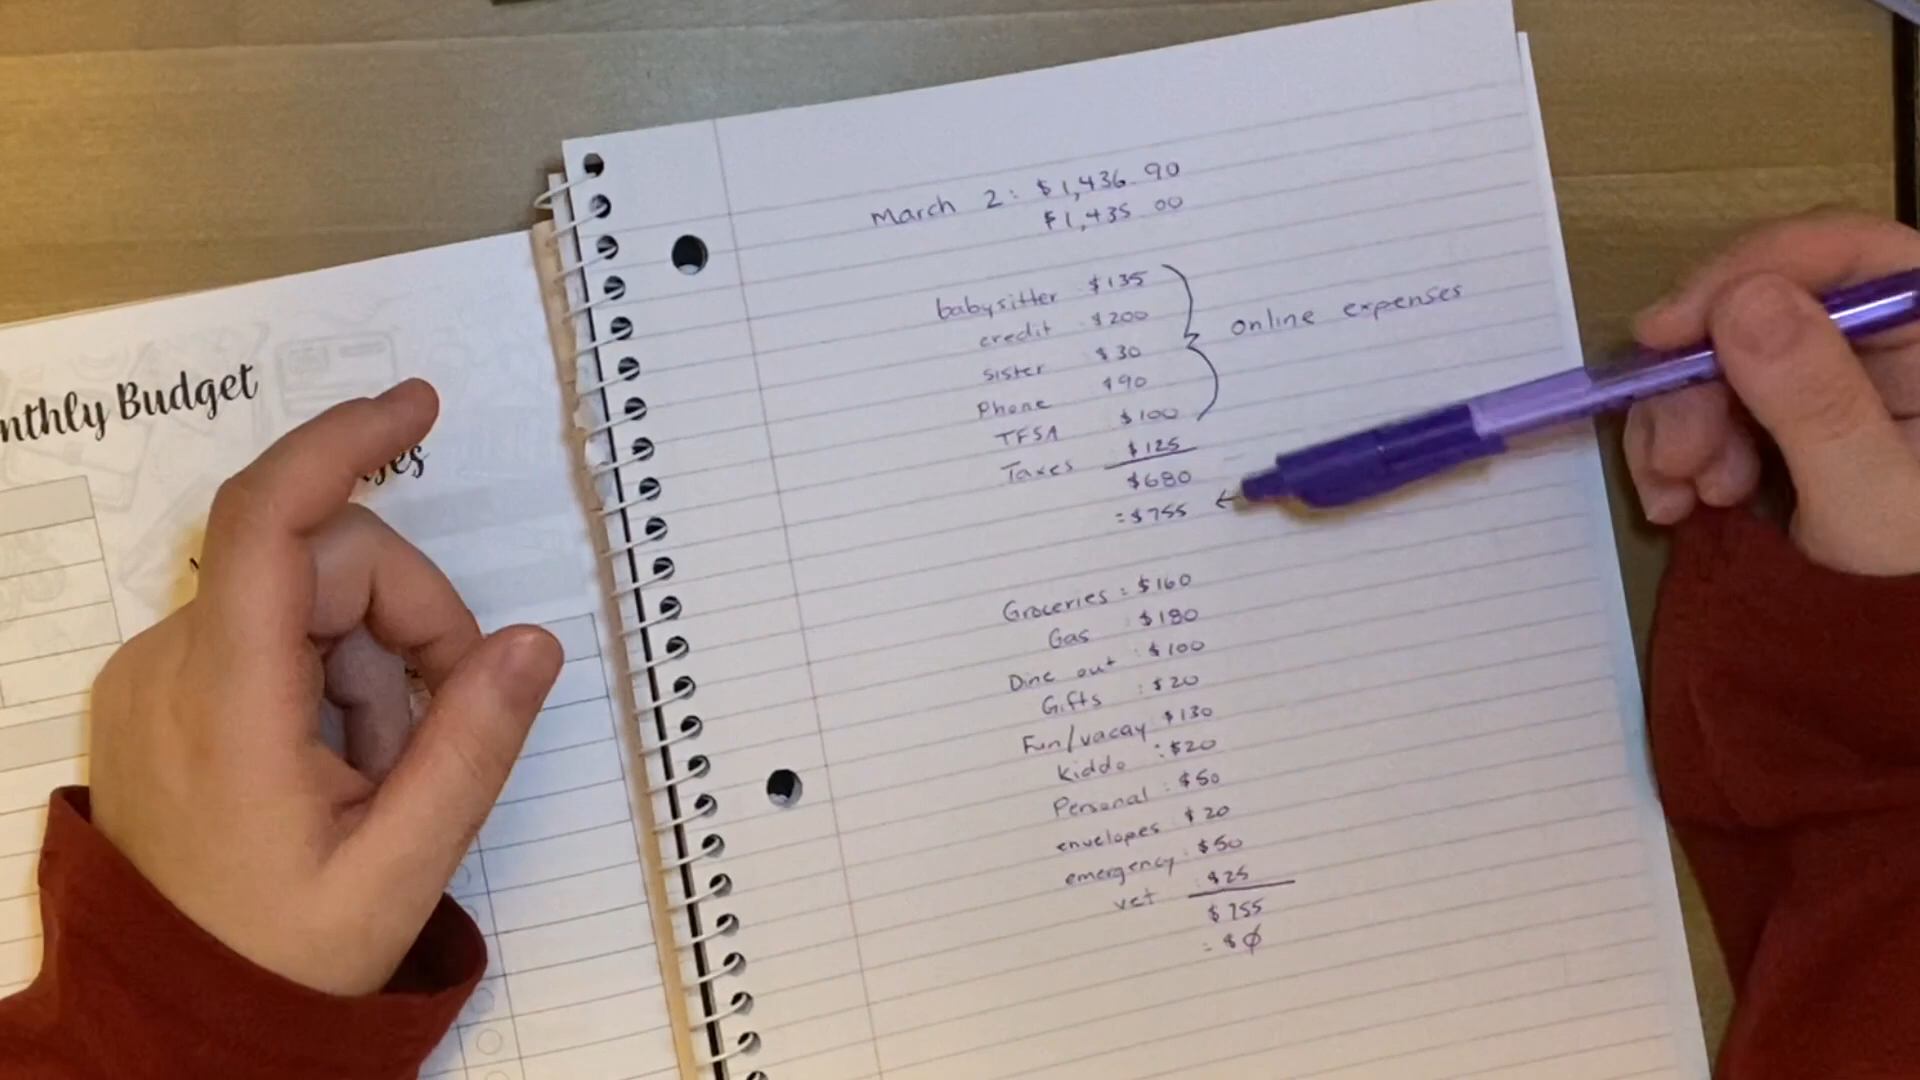 nthly Budget
March 2: $1,436.90
$1,435.00
babysitter $135
credit $200
sister $30
Phone $90
TFSA $100
Taxes $125
online expenses
$680
=$755 ←
Groceries: $160
Gas : $180
Dine out : $100
Gifts : $20
Fun/vacay: $130
Kiddo : $20
Personal : $50
envelopes $20
emergency: $50
vet : $25
$755
= $Ø